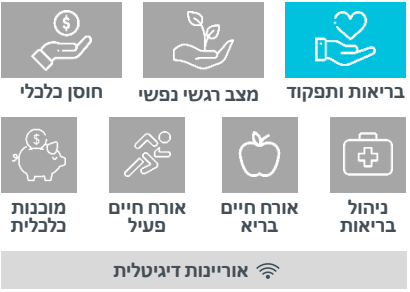 בריאות ותפקוד
מצב רגשי נפשי
חוסן כלכלי
ניהול
בריאות
אורח חיים
בריא
אורח חיים
פעיל
מוכנות
כלכלית
אוריינות דיגיטלית